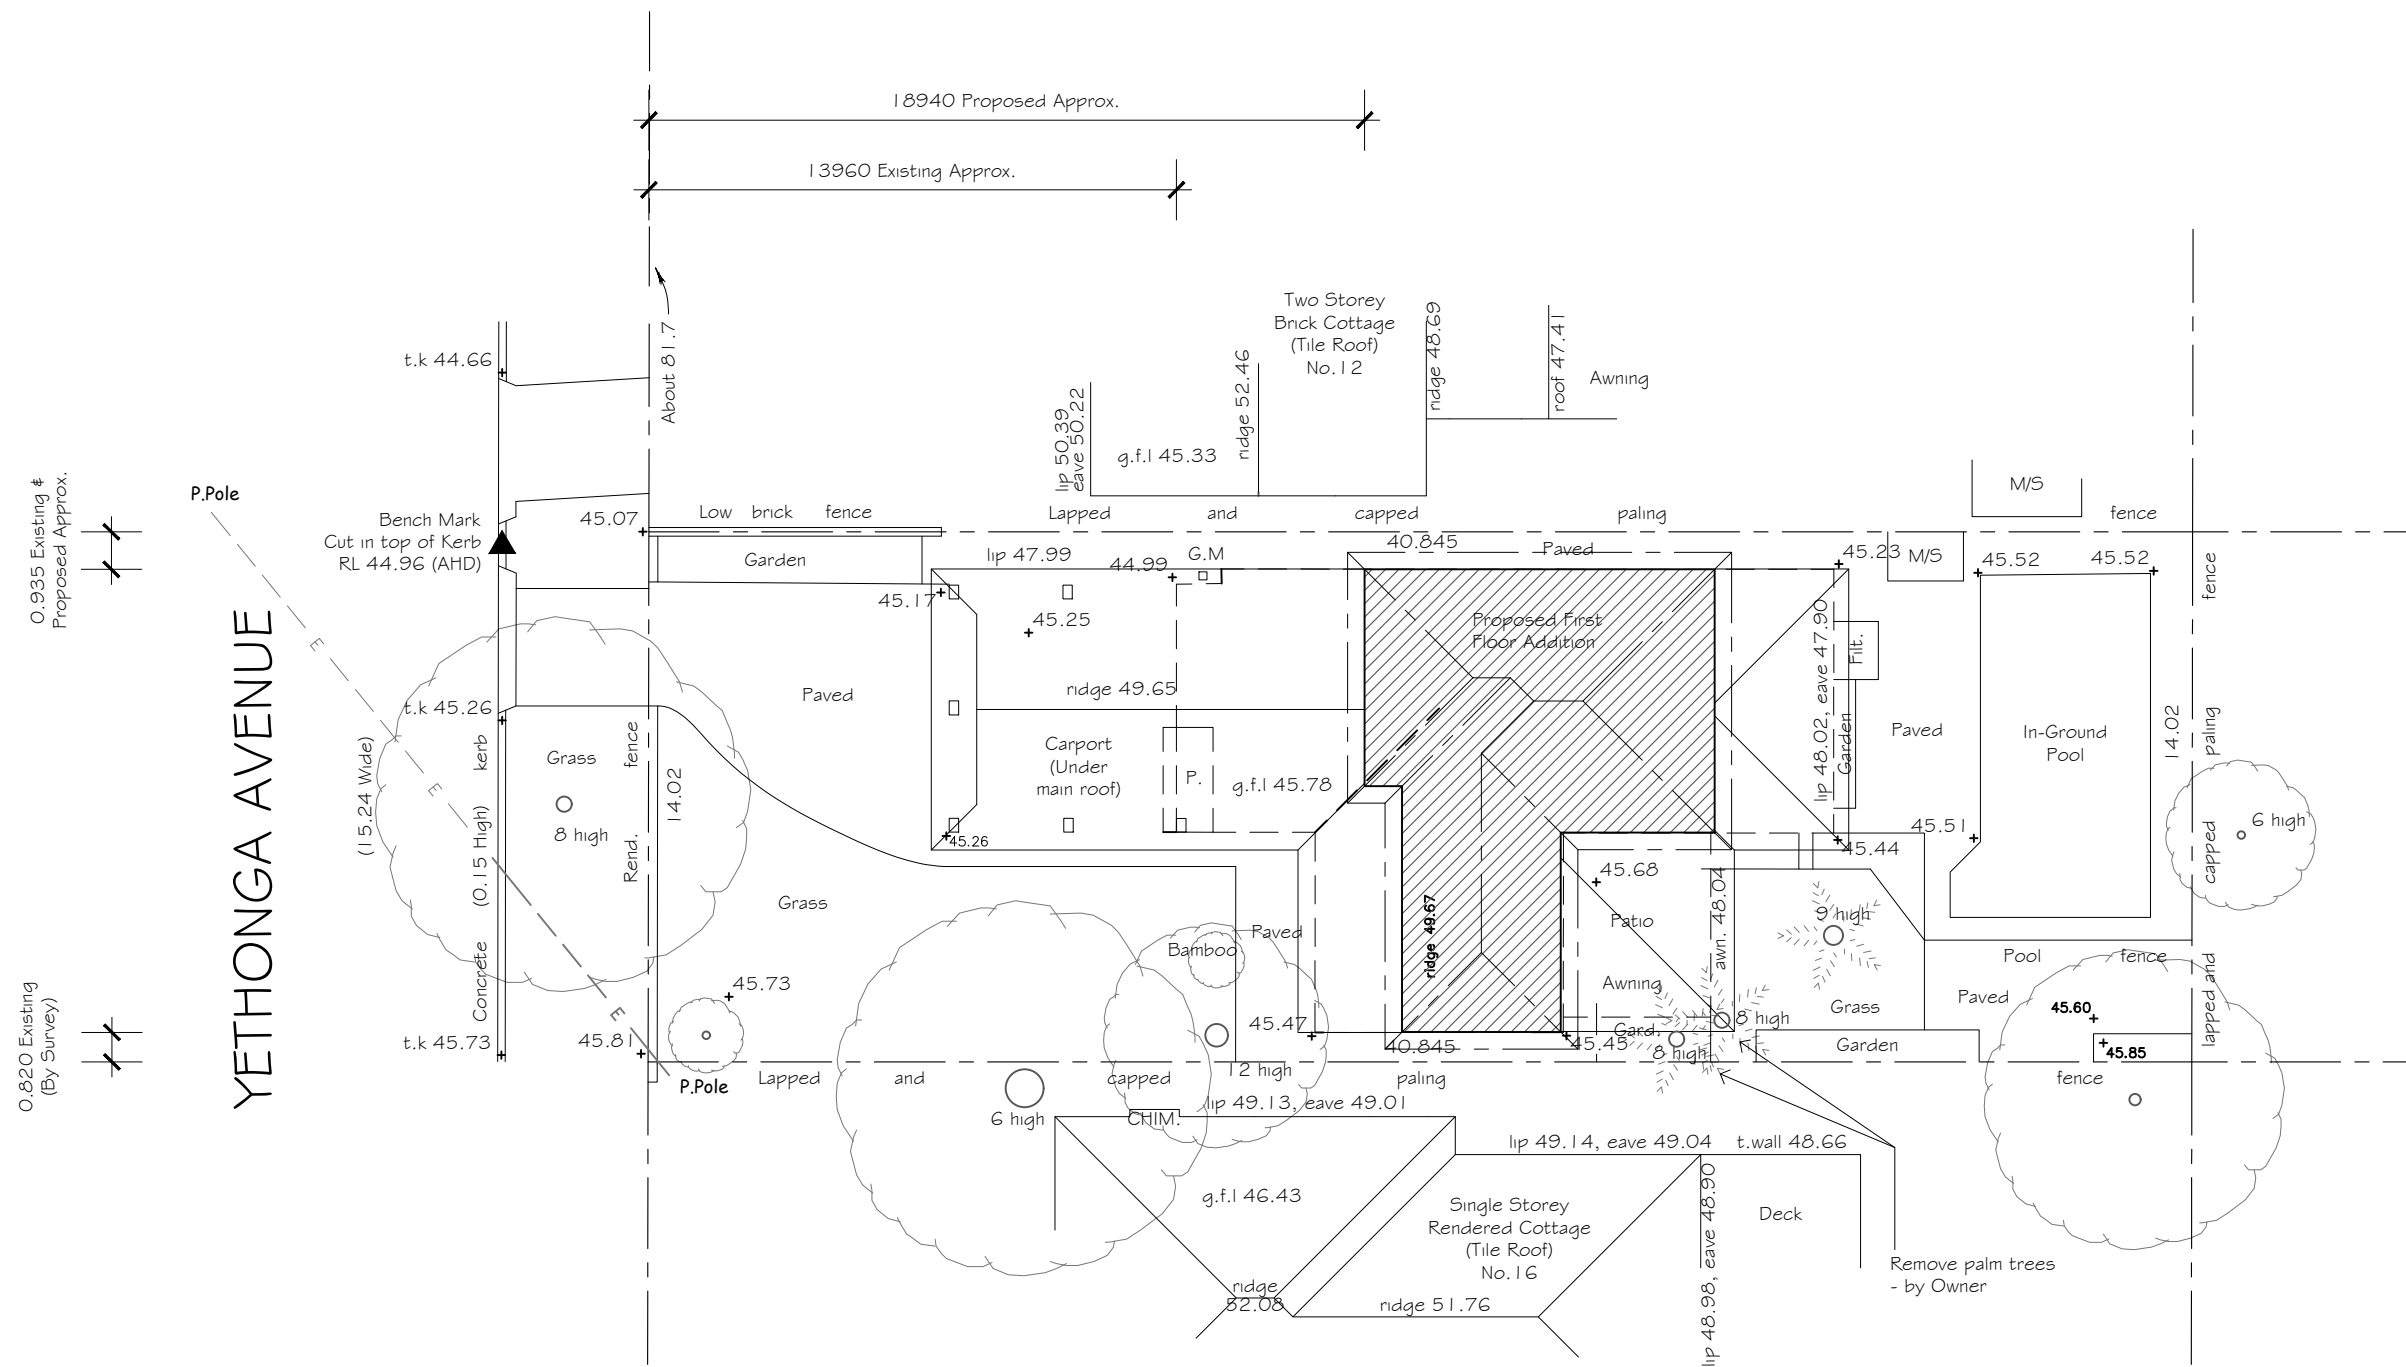 18940 Proposed Approx.
13960 Existing Approx.
About 81.7
t.k 44.66
Two Storey
Brick Cottage
(Tile Roof)
No.12
ridge 48.69
roof 47.41
Awning
ridge 52.46
lip 50.39
eave 50.22
g.f.l 45.33
M/S
P.Pole
0.935 Existing &
Proposed Approx.
Bench Mark
Cut in top of Kerb
RL 44.96 (AHD)
45.07
Low brick fence
Lapped and capped paling fence
Garden
lip 47.99
44.99
G.M
40.845
Paved
45.23
M/S
45.52
45.52
fence
45.17
45.25
Proposed First
Floor Addition
lip 48.02, eave 47.90
Filt.
E
YETHONGA AVENUE
Paved
ridge 49.65
t.k 45.26
Grass
fence
14.02
(15.24 Wide)
kerb
E
8 high
(0.15 High)
Rend.
Carport
(Under
main roof)
P.
g.f.l 45.78
Garden
Paved
In-Ground
Pool
14.02
paling
6 high
45.26
45.51
45.44
capped
Grass
45.68
Patio
awn. 48.04
9 high
ridge 49.67
Paved
Bamboo
Pool fence
Concrete
45.73
Awning
Grass
Paved
45.60
lapped and
E
0.820 Existing
(By Survey)
t.k 45.73
45.81
45.47
40.845
45.45
Gard.
8 high
8 high
Garden
45.85
P.Pole
Lapped and capped paling fence
12 high
6 high
CHIM.
lip 49.13, eave 49.01
lip 49.14, eave 49.04
t.wall 48.66
g.f.l 46.43
Single Storey
Rendered Cottage
(Tile Roof)
No.16
lip 48.98, eave 48.90
Deck
Remove palm trees
- by Owner
ridge
52.08
ridge 51.76